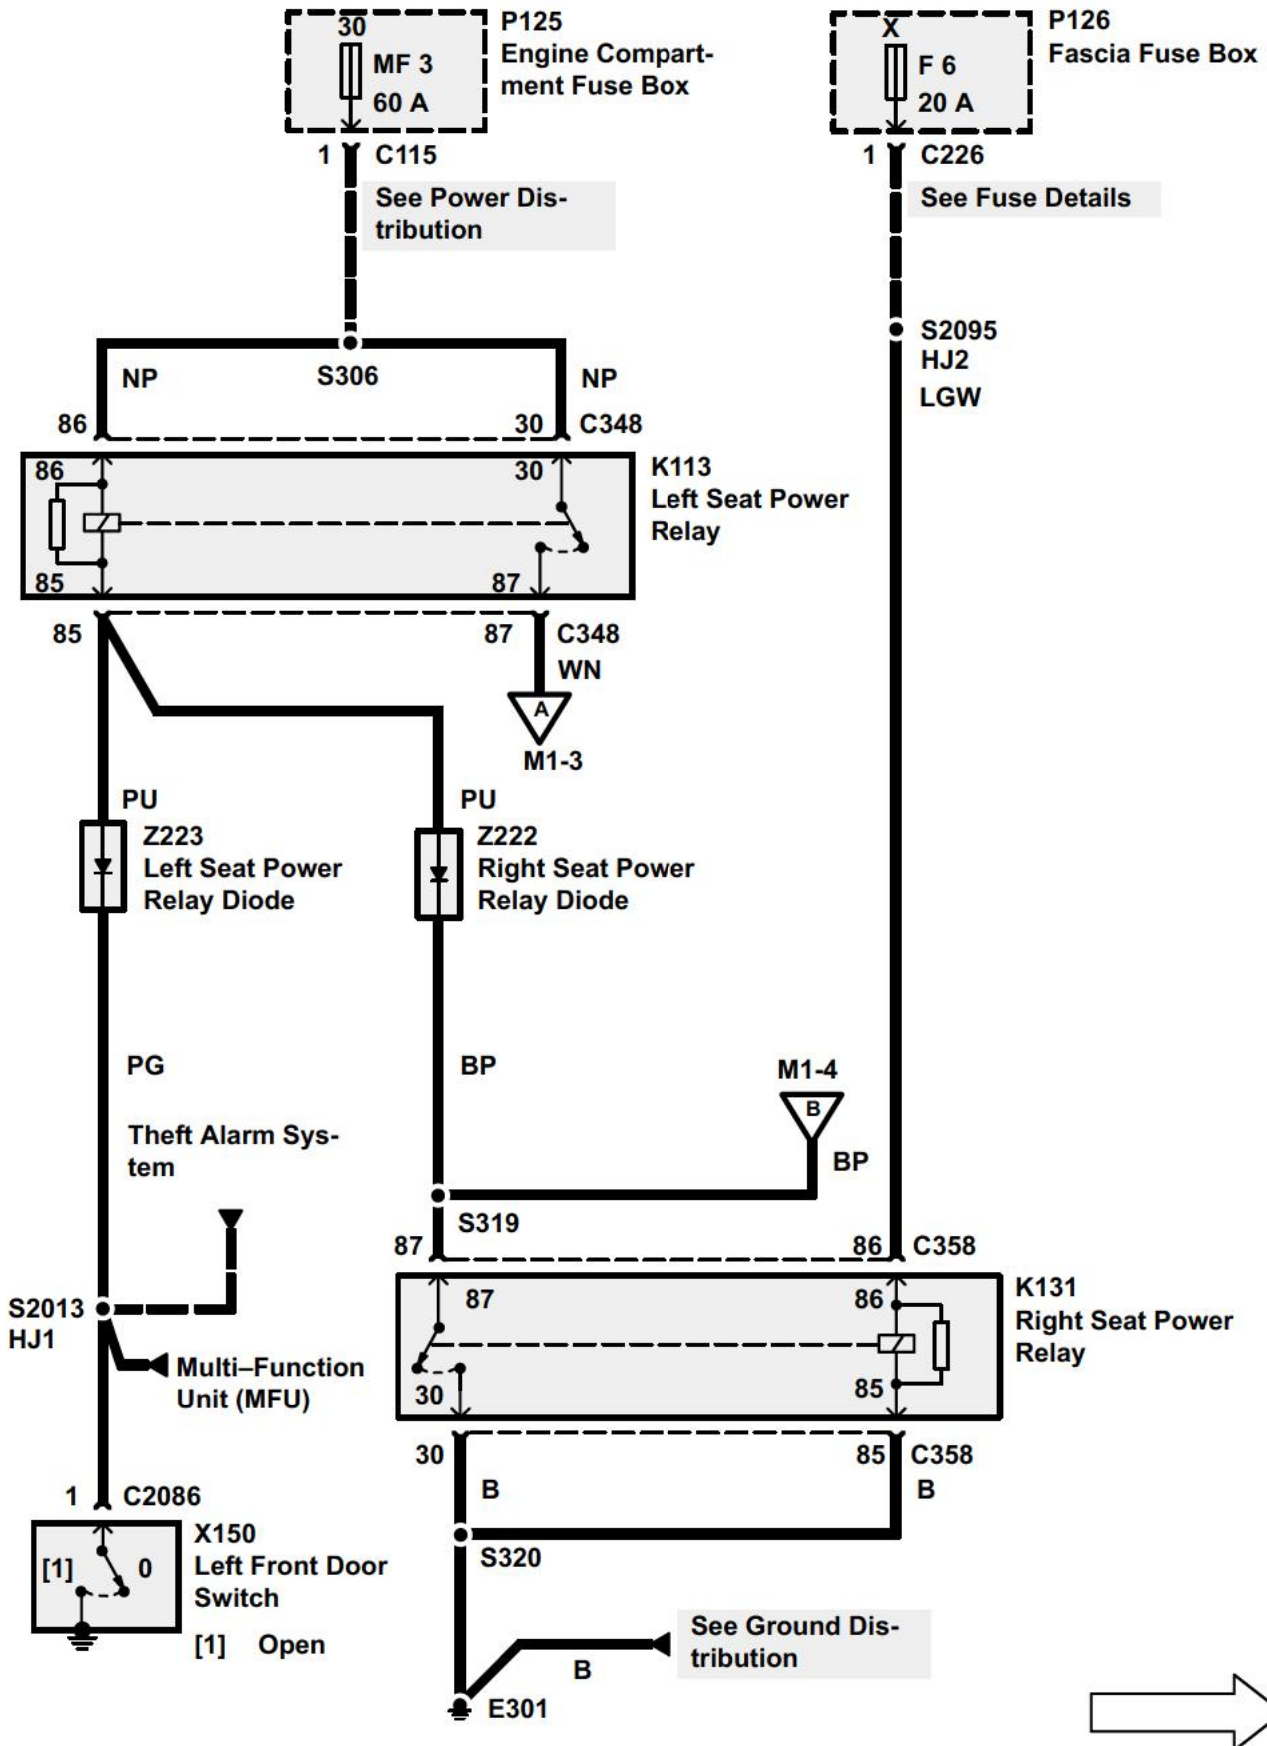 30
MF 3
60 A
P125
Engine Compart-
ment Fuse Box
X
F 6
20 A
P126
Fascia Fuse Box
1 C115
1 C226
See Power Dis-
tribution
See Fuse Details
S2095
HJ2
LGW
NP
S306
NP
86
30 C348
86
30
K113
Left Seat Power
Relay
85
87
85
87 C348
WN
A
M1-3
PU
Z223
Left Seat Power
Relay Diode
PU
Z222
Right Seat Power
Relay Diode
PG
BP
M1-4
B
BP
Theft Alarm Sys-
tem
S319
87
86 C358
87
86
K131
Right Seat Power
Relay
S2013
HJ1
Multi–Function
Unit (MFU)
30
85
30
85 C358
B
B
1 C2086
X150
Left Front Door
Switch
[1] 0
[1] Open
S320
See Ground Dis-
tribution
B
E301